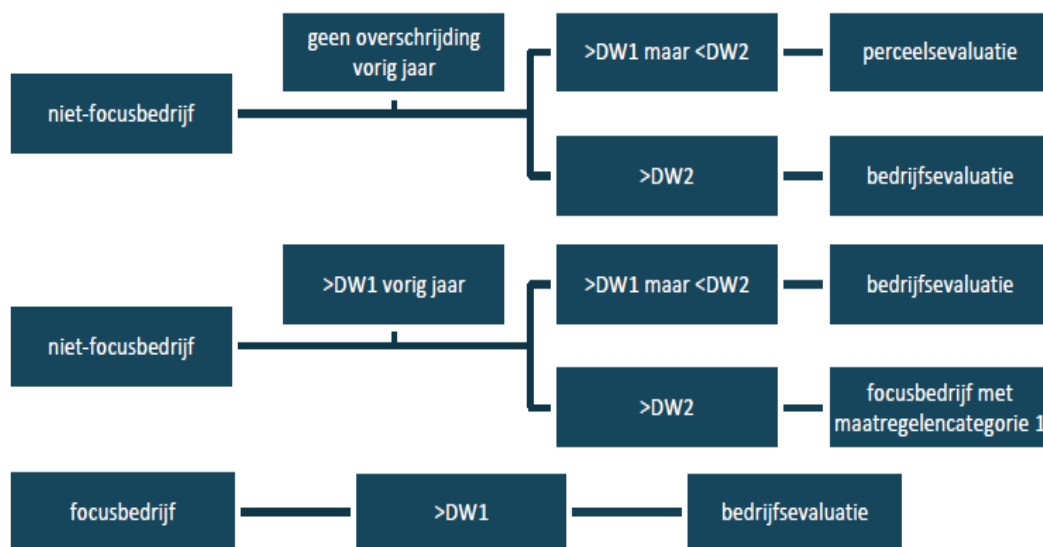 geen overschrijding
vorig jaar
>DW1 maar <DW2
perceelsevaluatie
niet-focusbedrijf
>DW2
bedrijfsevaluatie
>DW1 vorig jaar
>DW1 maar <DW2
bedrijfsevaluatie
niet-focusbedrijf
>DW2
focusbedrijf met
maatregelencategorie 1
focusbedrijf
>DW1
bedrijfsevaluatie